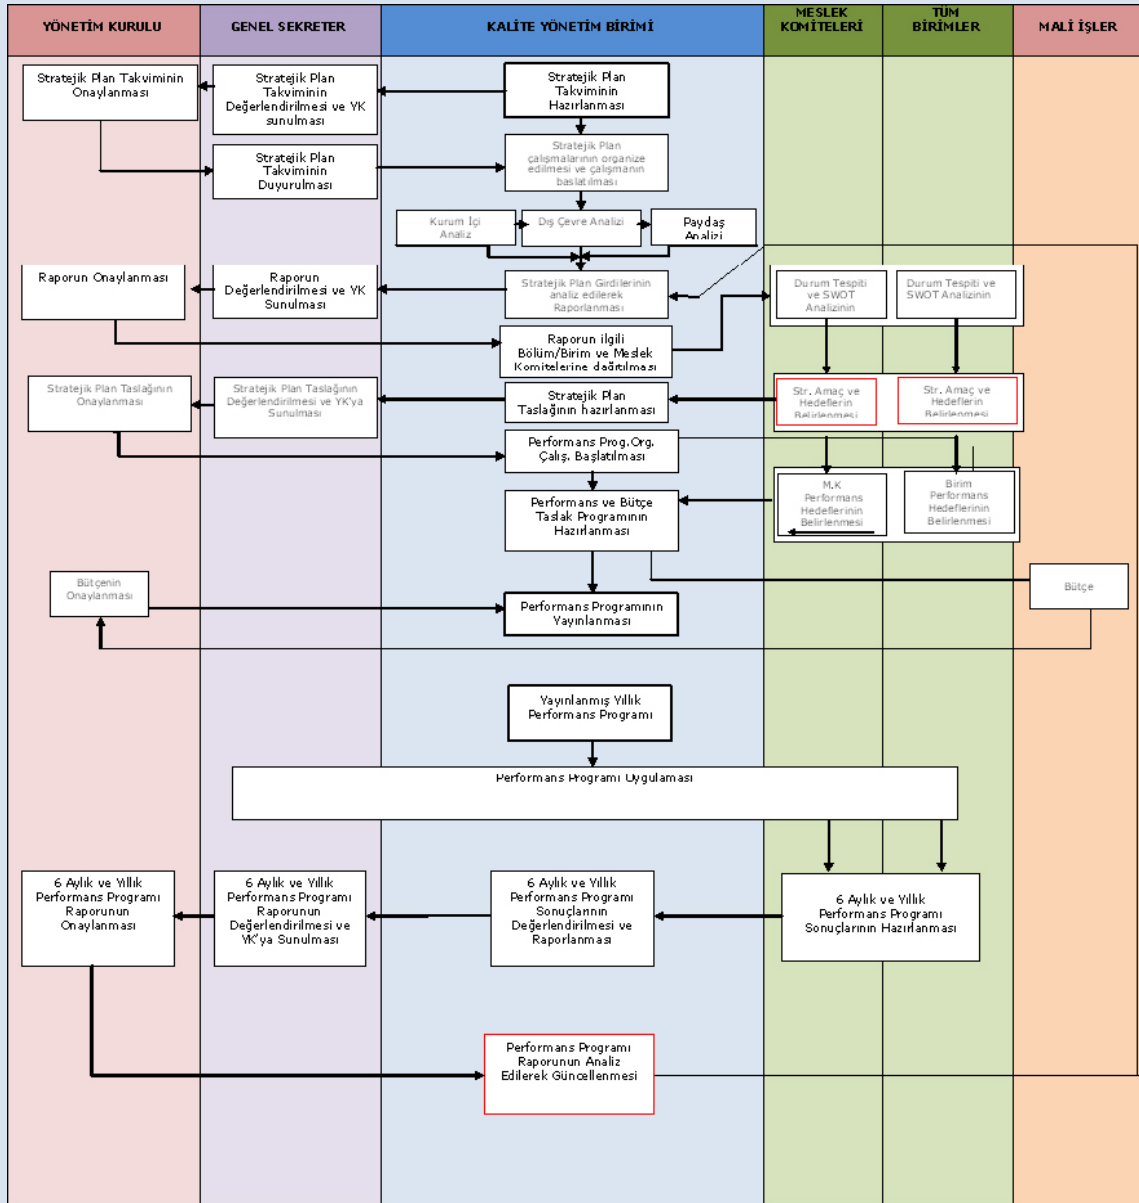 YÖNETİM KURULU
GENEL SEKRETER
KALİTE YÖNETİM BİRİMİ
MESLEK
KOMİTELERİ
TÜM
BİRİMLER
MALİ İŞLER
Stratejik Plan Takviminin
Onaylanması
Stratejik Plan
Takviminin
Değerlendirilmesi ve YK
sunulması
Stratejik Plan
Takviminin
Hazırlanması
Stratejik Plan
Takviminin
Duyurulması
Stratejik Plan
çalışmalarının organize
edilmesi ve çalışmanın
başlatılması
Kurum İçi
Analiz
Dış Çevre Analizi
Paydaş
Analizi
Raporun Onaylanması
Raporun
Değerlendirilmesi ve YK
Sunulması
Stratejik Plan Girdilerinin
analiz edilerek
Raporlanması
Durum Tespiti
ve SWOT
Analizinin
Durum Tespiti ve
SWOT Analizinin
Raporun ilgili
Bölüm/Birim ve Meslek
Komitelerine dağıtılması
Stratejik Plan Taslağının
Onaylanması
Stratejik Plan Taslağının
Değerlendirilmesi ve YK'ya
Sunulması
Stratejik Plan
Taslağının hazırlanması
Str. Amaç ve
Hedeflerin
Belirlenmesi
Str. Amaç ve
Hedeflerin
Belirlenmesi
Performans Prog.Org.
Çalış. Başlatılması
Performans ve Bütçe
Taslak Programının
Hazırlanması
M.K
Performans
Hedeflerinin
Belirlenmesi
Birim
Performans
Hedeflerinin
Belirlenmesi
Bütçenin
Onaylanması
Performans Programının
Yayınlanması
Bütçe
Yayınlanmış Yıllık
Performans Programı
Performans Programı Uygulaması
6 Aylık ve Yıllık
Performans Programı
Raporunun
Onaylanması
6 Aylık ve Yıllık
Performans Programı
Raporunun
Değerlendirilmesi ve
YK'ya Sunulması
6 Aylık ve Yıllık
Performans Programı
Sonuçlarının
Değerlendirilmesi ve
Raporlanması
6 Aylık ve Yıllık
Performans Programı
Sonuçlarının Hazırlanması
Performans Programı
Raporunun Analiz
Edilerek Güncellenmesi